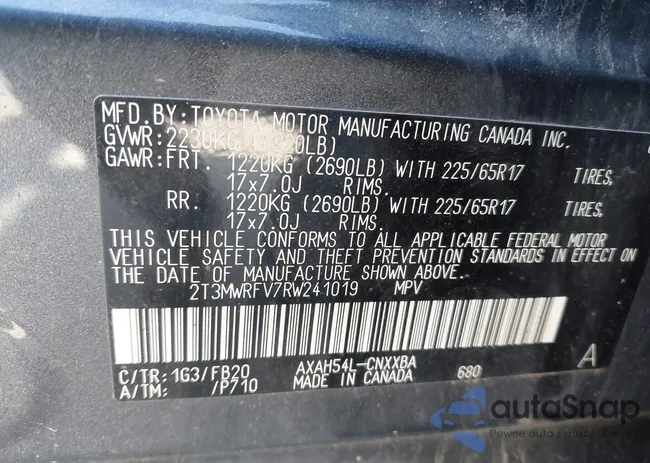 MFD.BY:TOYOTA MOTOR MANUFACTURING CANADA INC.
GVWR:2230KG (4920LB)
GAWR:FRT. 1220KG (2690LB) WITH 225/65R17 TIRES,
17x7.0J RIMS.
RR. 1220KG (2690LB) WITH 225/65R17 TIRES,
17x7.0J RIMS.
THIS VEHICLE CONFORMS TO ALL APPLICABLE FEDERAL MOTOR
VEHICLE SAFETY AND THEFT PREVENTION STANDARDS IN EFFECT ON
THE DATE OF MANUFACTURE SHOWN ABOVE.
2T3MWRFV7RW241019 MPV
C/TR:1G3/FB20 AXAH54L-CNXXBA 680 A
A/TM: /P710 MADE IN CANADA
autoSnap
Pewne auto z